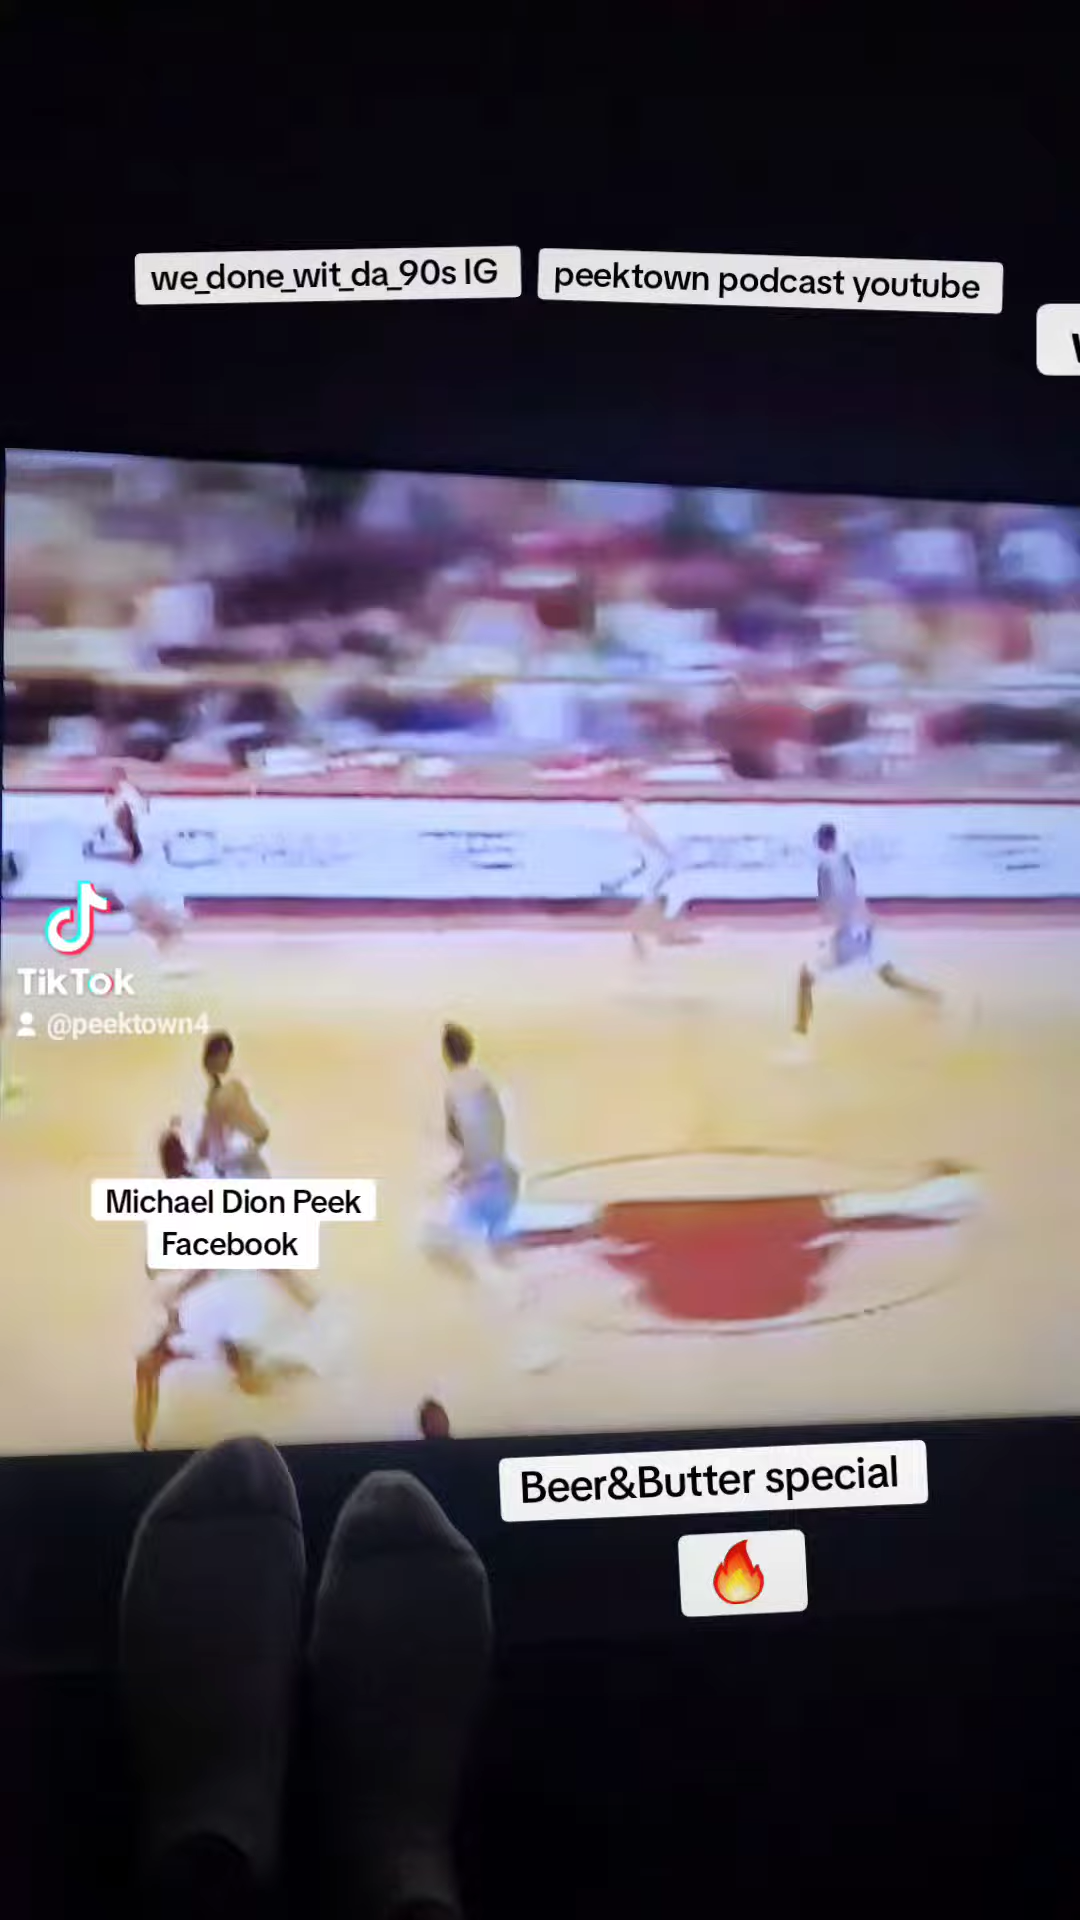 we_done_wit_da_90s IG
peektown podcast youtube
TikTok
@peektown4
Michael Dion Peek
Facebook
Beer&Butter special
🔥